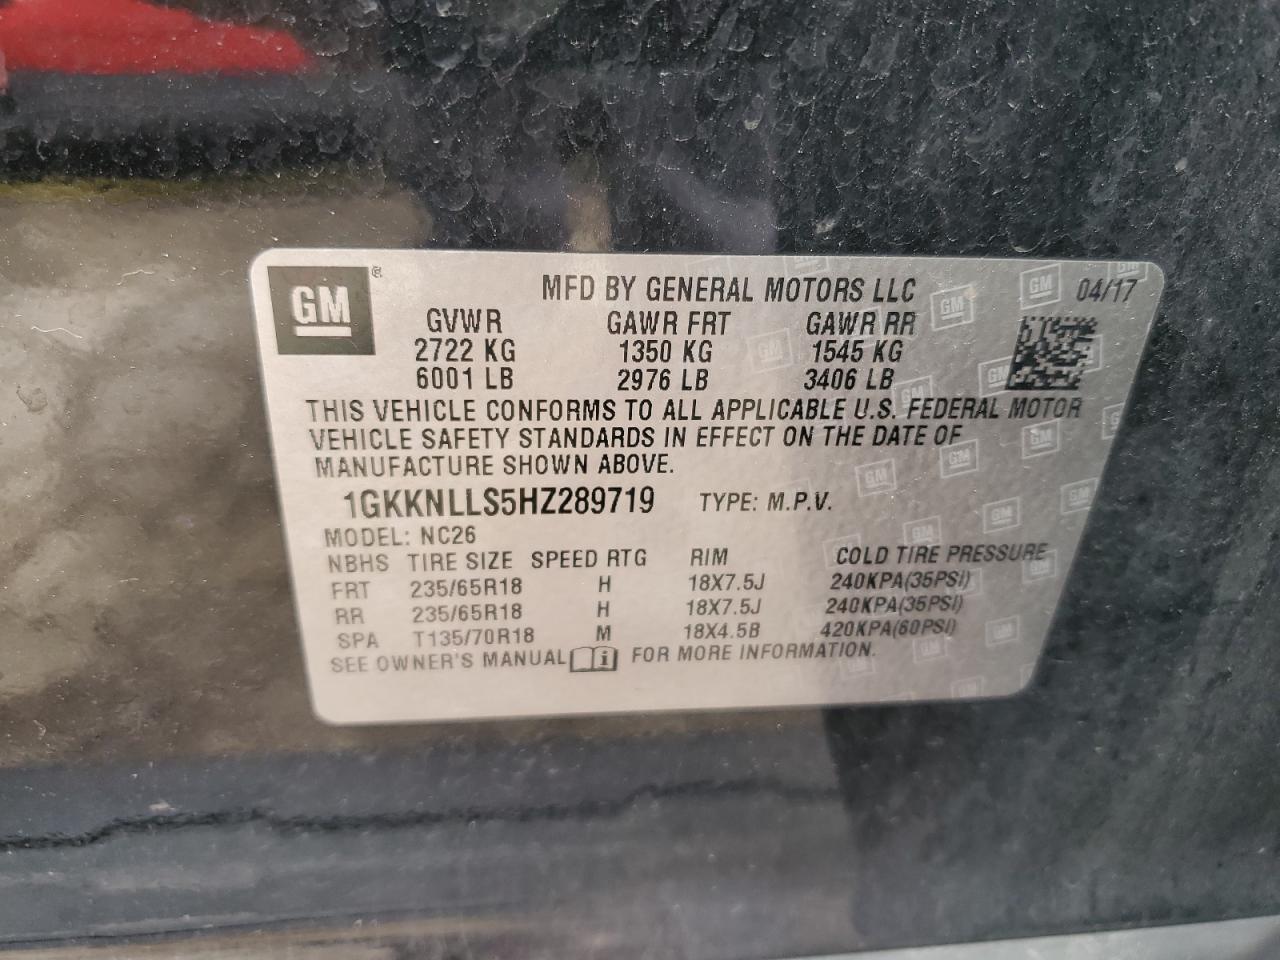 GM ®
MFD BY GENERAL MOTORS LLC 04/17
GVWR GAWR FRT GAWR RR
2722 KG 1350 KG 1545 KG
6001 LB 2976 LB 3406 LB
THIS VEHICLE CONFORMS TO ALL APPLICABLE U.S. FEDERAL MOTOR
VEHICLE SAFETY STANDARDS IN EFFECT ON THE DATE OF
MANUFACTURE SHOWN ABOVE.
1GKKNLLS5HZ289719 TYPE: M.P.V.
MODEL: NC26
NBHS TIRE SIZE SPEED RTG RIM COLD TIRE PRESSURE
FRT 235/65R18 H 18X7.5J 240KPA(35PSI)
RR 235/65R18 H 18X7.5J 240KPA(35PSI)
SPA T135/70R18 M 18X4.5B 420KPA(60PSI)
SEE OWNER'S MANUAL i FOR MORE INFORMATION.